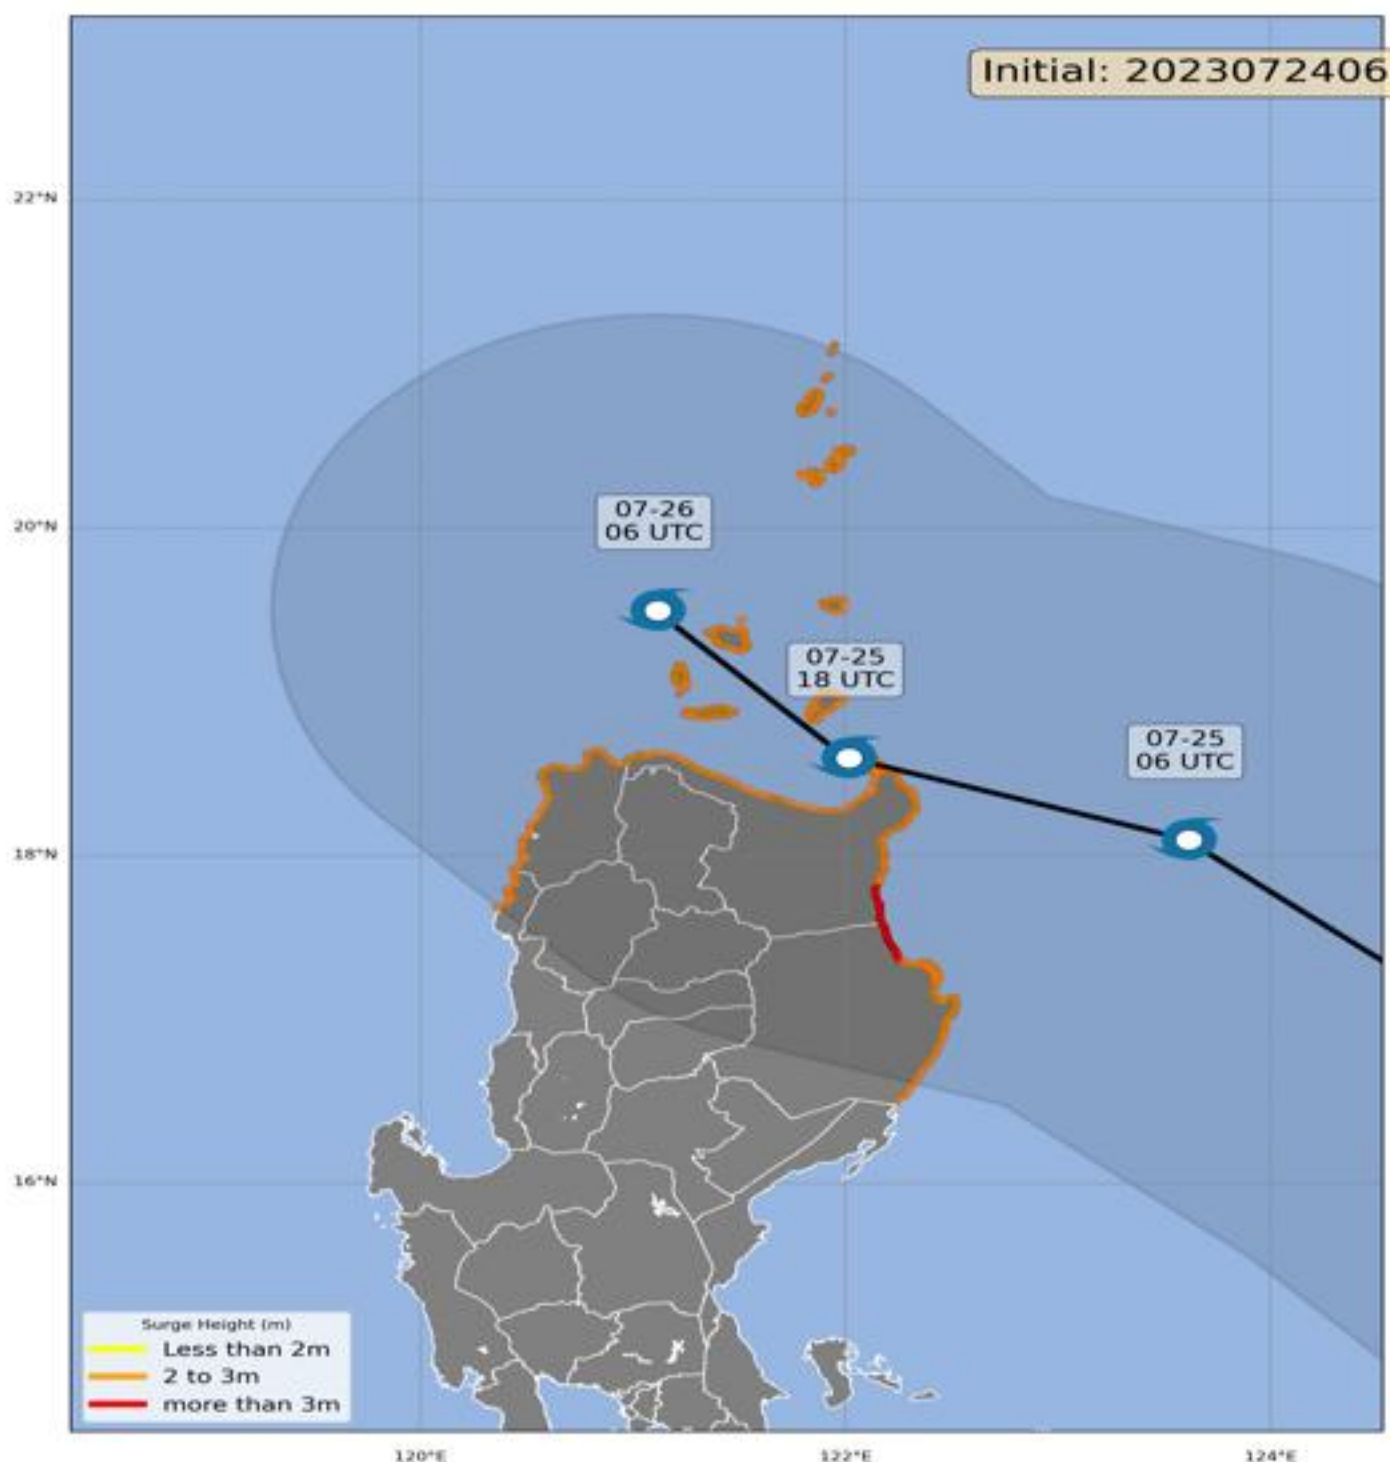 Initial: 2023072406
22°N
20°N
18°N
16°N
07-26
06 UTC
07-25
18 UTC
07-25
06 UTC
Surge Height (m)
Less than 2m
2 to 3m
more than 3m
120°E
122°E
124°E